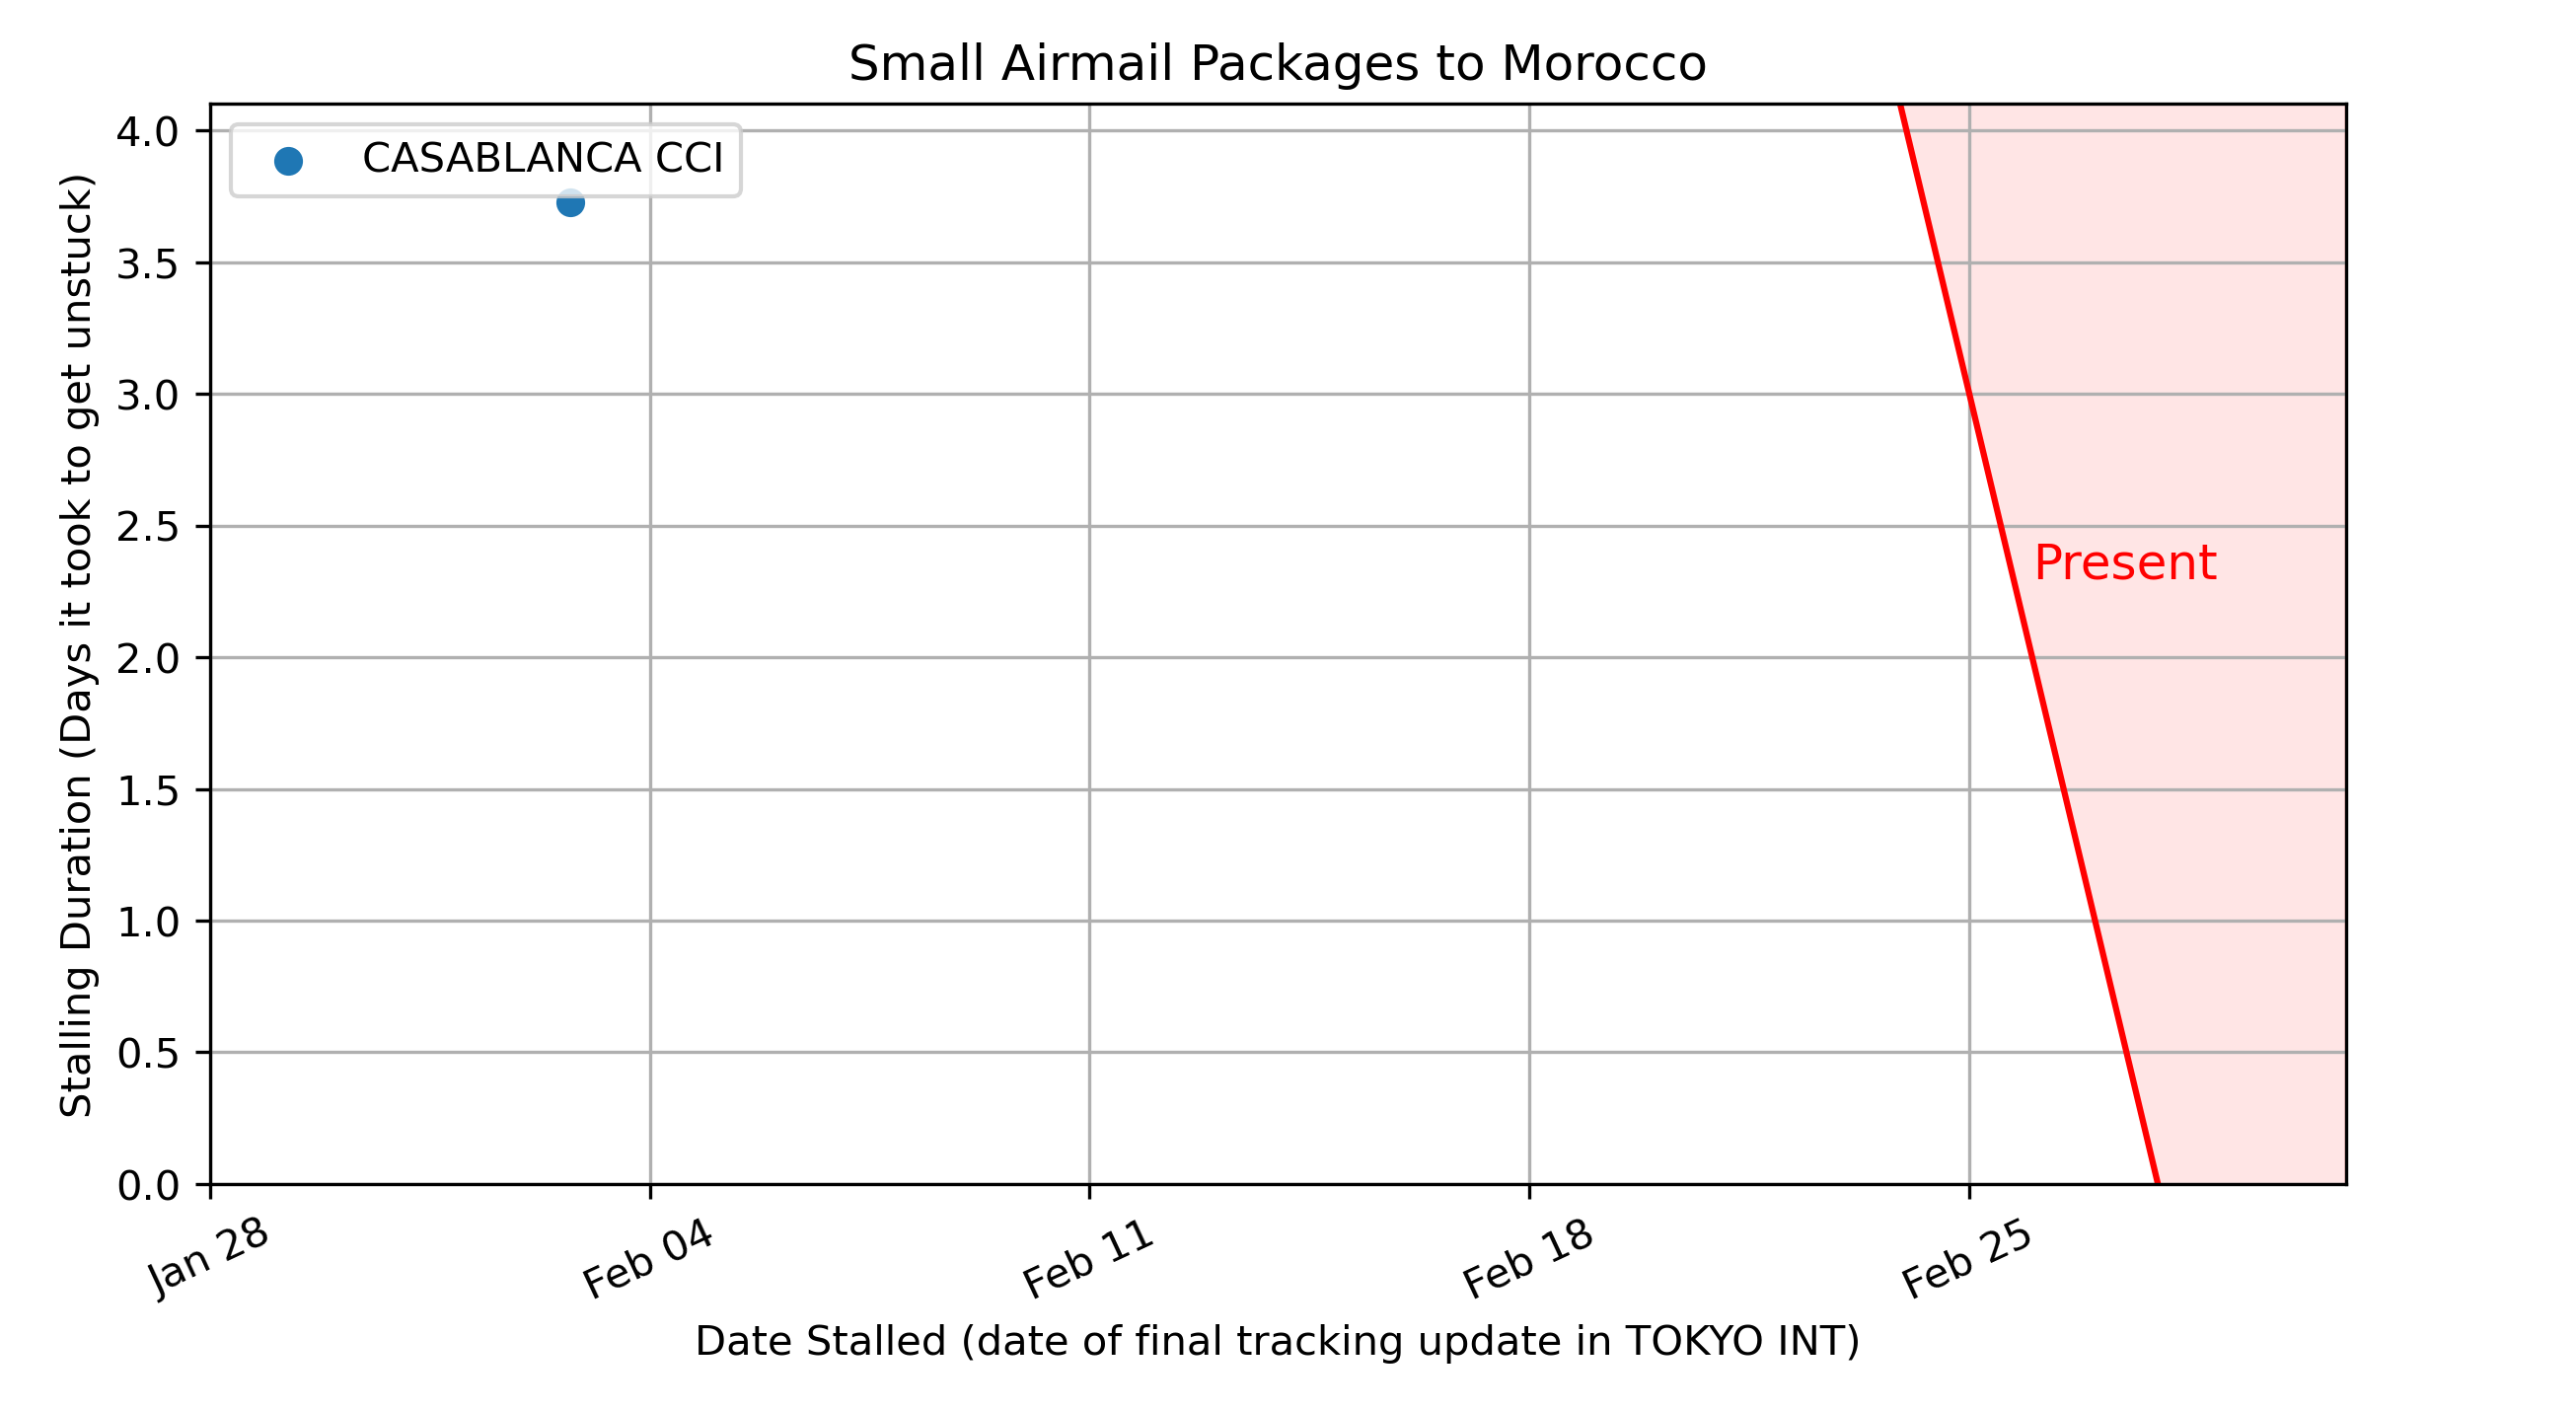 Small Airmail Packages to Morocco
CASABLANCA CCI
Stalling Duration (Days it took to get unstuck)
4.0
3.5
3.0
2.5
2.0
1.5
1.0
0.5
0.0
Present
Jan 28
Feb 04
Feb 11
Feb 18
Feb 25
Date Stalled (date of final tracking update in TOKYO INT)